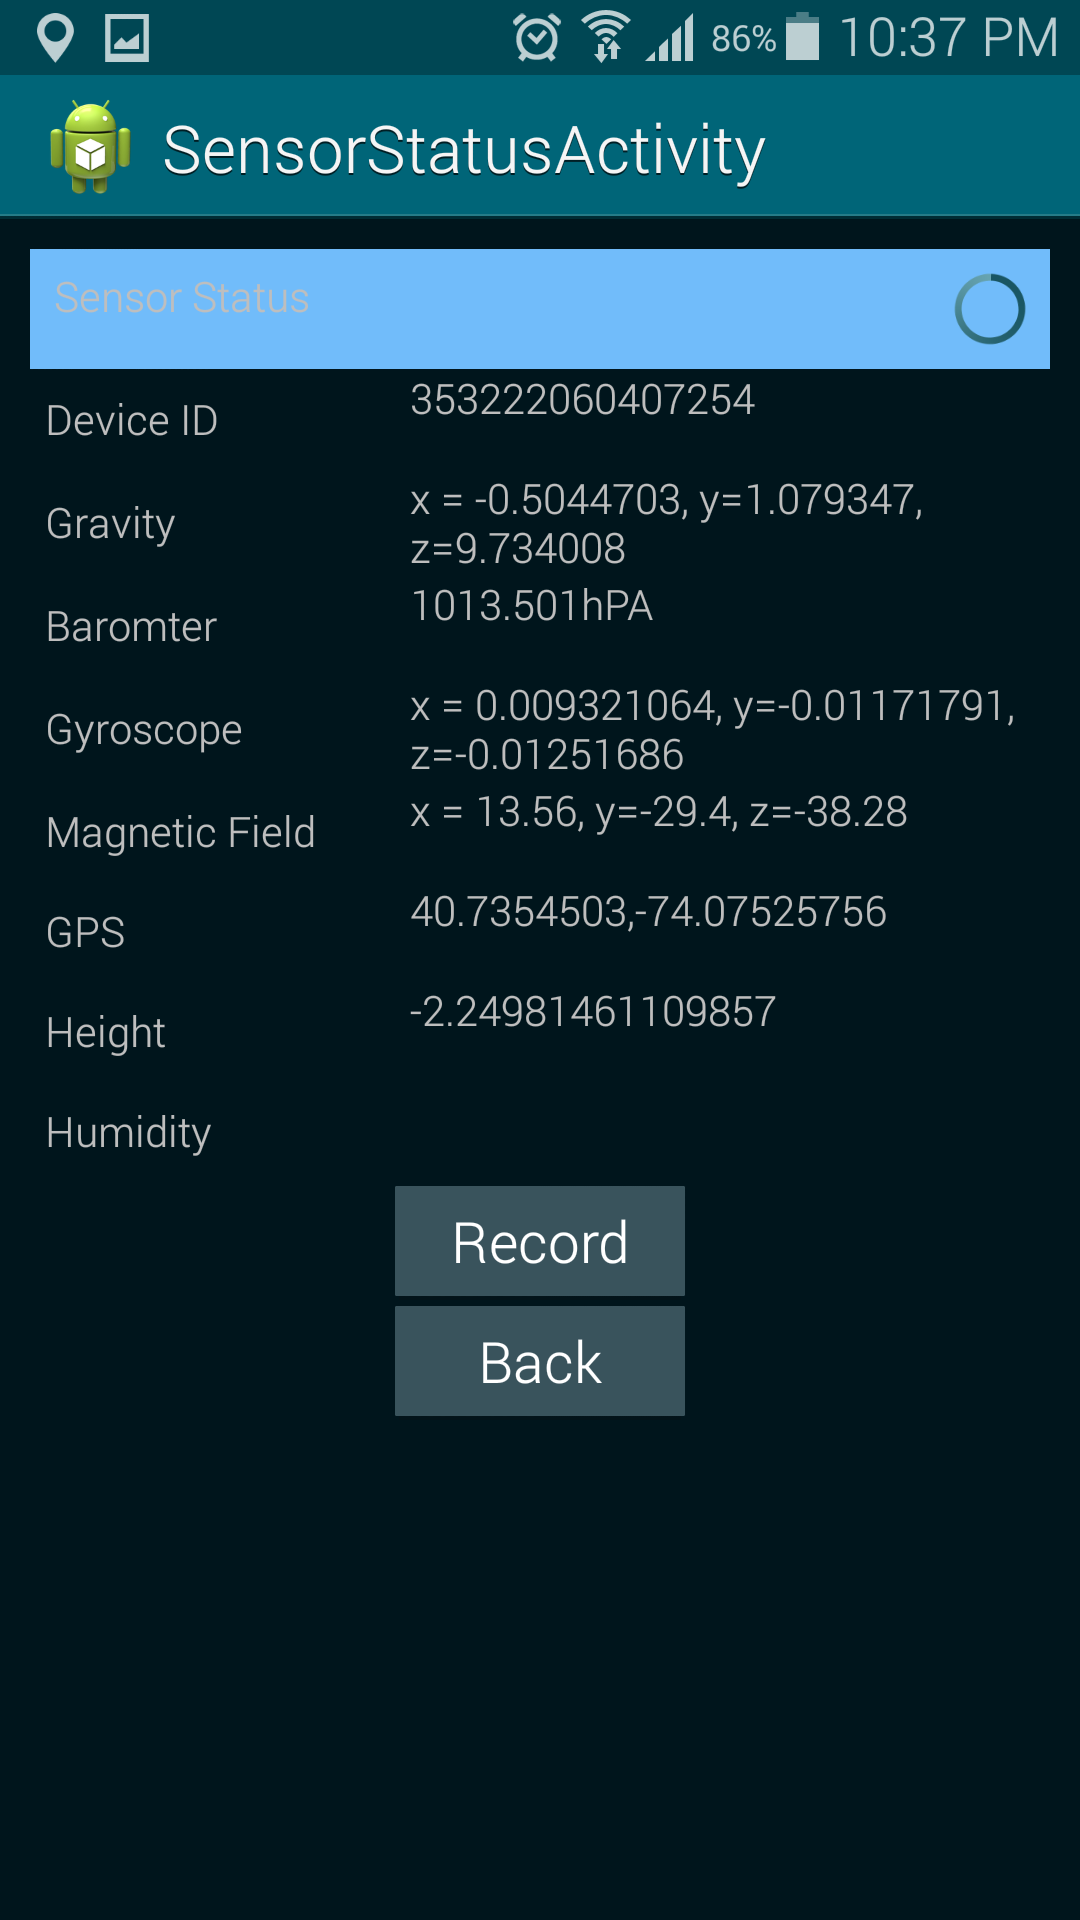 86% 10:37 PM
SensorStatusActivity
Sensor Status
Device ID 353222060407254
Gravity x = -0.5044703, y=1.079347,
z=9.734008
Baromter 1013.501hPA
Gyroscope x = 0.009321064, y=-0.01171791,
z=-0.01251686
Magnetic Field x = 13.56, y=-29.4, z=-38.28
GPS 40.7354503,-74.07525756
Height -2.24981461109857
Humidity
Record
Back